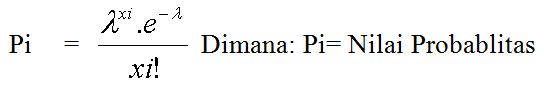 Pi = λ^xi .e^−λ / xi! Dimana: Pi= Nilai Probablitas